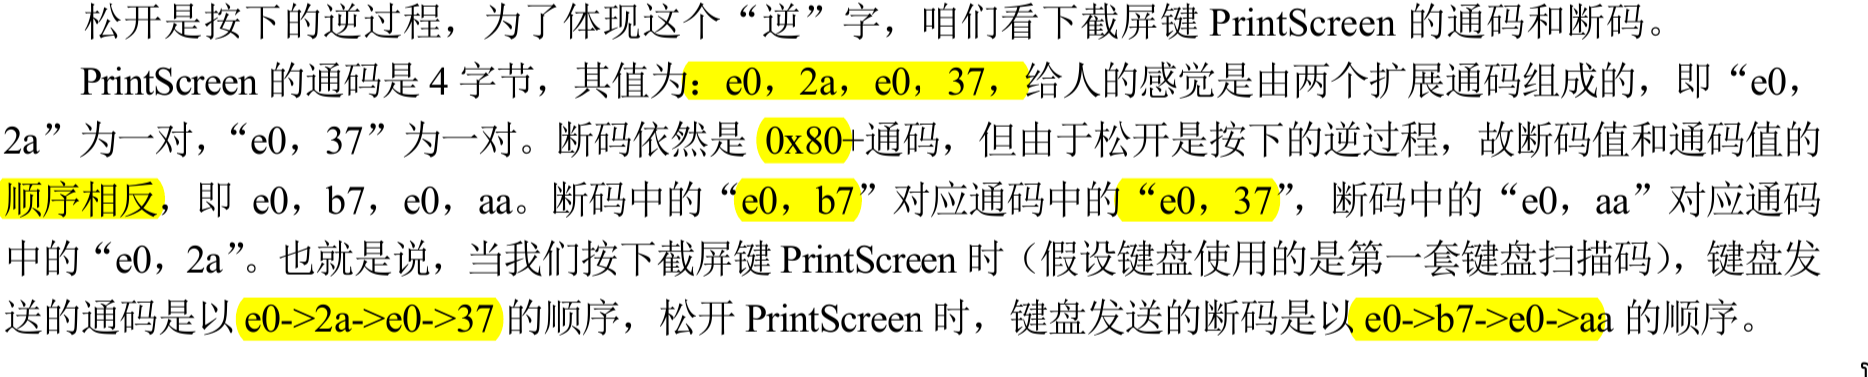 松开是按下的逆过程，为了体现这个“逆”字，咱们看下截屏键 PrintScreen 的通码和断码。
PrintScreen 的通码是 4 字节，其值为：e0，2a，e0，37，给人的感觉是由两个扩展通码组成的，即“e0，
2a”为一对，“e0，37”为一对。断码依然是 0x80+通码，但由于松开是按下的逆过程，故断码值和通码值的
顺序相反，即 e0，b7，e0，aa。断码中的“e0，b7”对应通码中的“e0，37”，断码中的“e0，aa”对应通码
中的“e0，2a”。也就是说，当我们按下截屏键 PrintScreen 时（假设键盘使用的是第一套键盘扫描码），键盘发
送的通码是以 e0->2a->e0->37 的顺序，松开 PrintScreen 时，键盘发送的断码是以 e0->b7->e0->aa 的顺序。